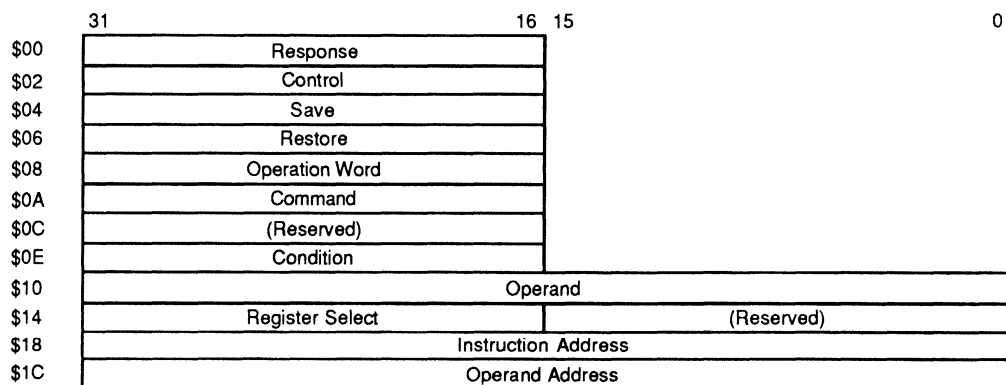 31 16 15 0
$00 Response
$02 Control
$04 Save
$06 Restore
$08 Operation Word
$0A Command
$0C (Reserved)
$0E Condition
$10 Operand
$14 Register Select (Reserved)
$18 Instruction Address
$1C Operand Address